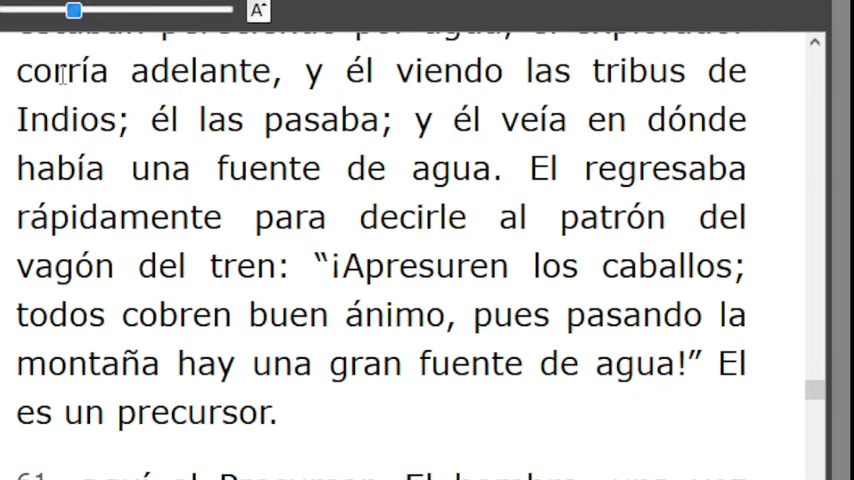 A
corría adelante, y él viendo las tribus de
Indios; él las pasaba; y él veía en dónde
había una fuente de agua. El regresaba
rápidamente para decirle al patrón del
vagón del tren: “¡Apresuren los caballos;
todos cobren buen ánimo, pues pasando la
montaña hay una gran fuente de agua!” El
es un precursor.